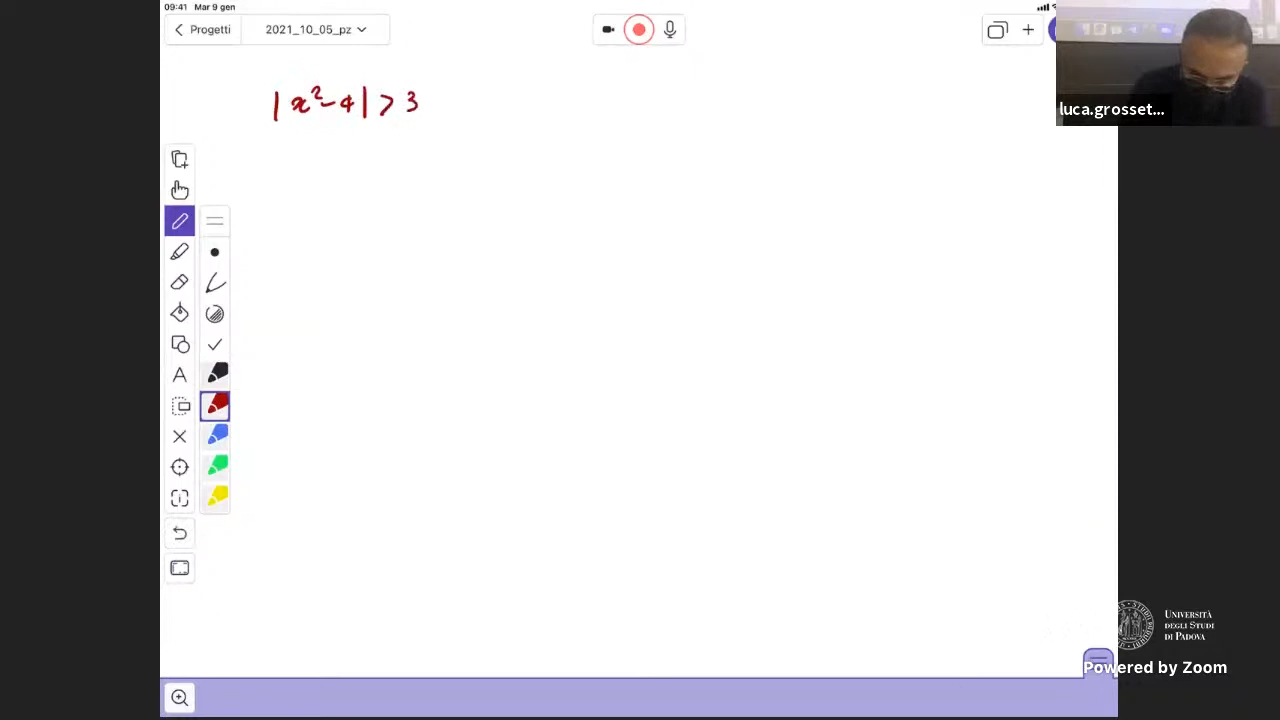 09:41 Mar 9 gen
Progetti
2021_10_05_pz
|x²-4| > 3
luca.grosset...
A
UNIVERSITÀ
DEGLI STUDI
DI PADOVA
Powered by Zoom